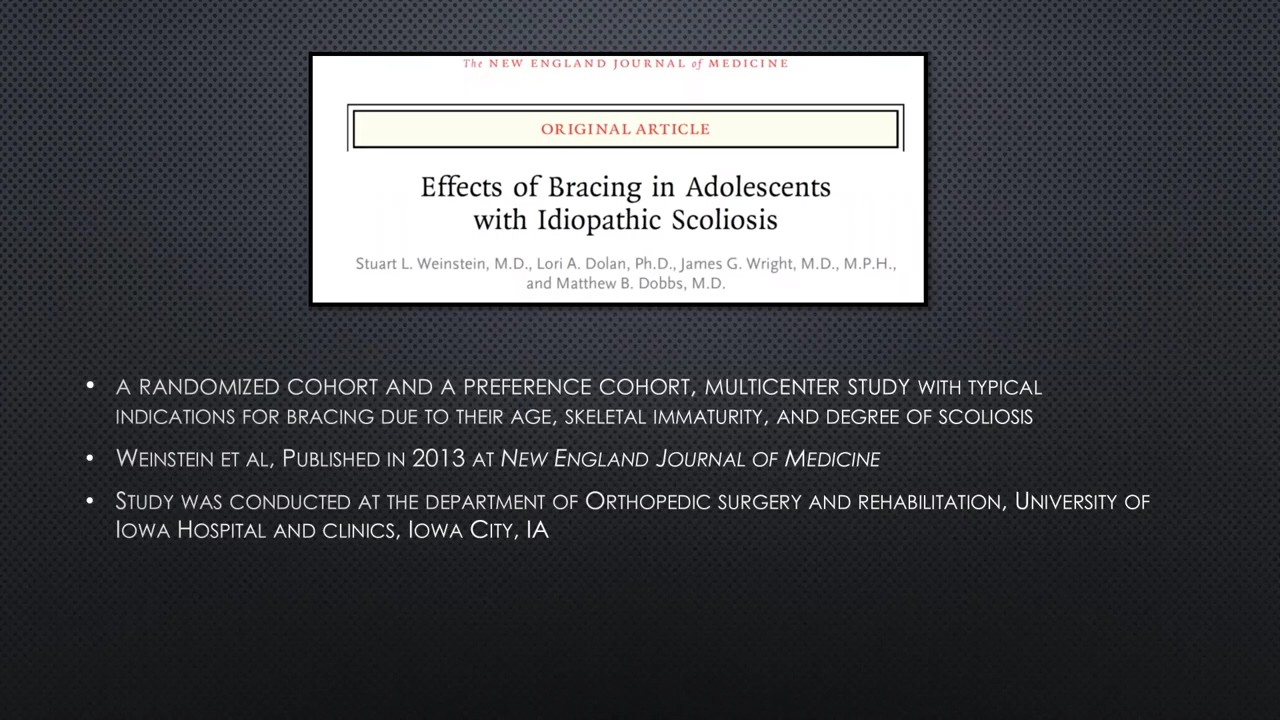 The NEW ENGLAND JOURNAL of MEDICINE
ORIGINAL ARTICLE
Effects of Bracing in Adolescents
with Idiopathic Scoliosis
Stuart L. Weinstein, M.D., Lori A. Dolan, Ph.D., James G. Wright, M.D., M.P.H.,
and Matthew B. Dobbs, M.D.
• A RANDOMIZED COHORT AND A PREFERENCE COHORT, MULTICENTER STUDY WITH TYPICAL
INDICATIONS FOR BRACING DUE TO THEIR AGE, SKELETAL IMMATURITY, AND DEGREE OF SCOLIOSIS
• WEINSTEIN ET AL, PUBLISHED IN 2013 AT NEW ENGLAND JOURNAL OF MEDICINE
• STUDY WAS CONDUCTED AT THE DEPARTMENT OF ORTHOPEDIC SURGERY AND REHABILITATION, UNIVERSITY OF
IOWA HOSPITAL AND CLINICS, IOWA CITY, IA